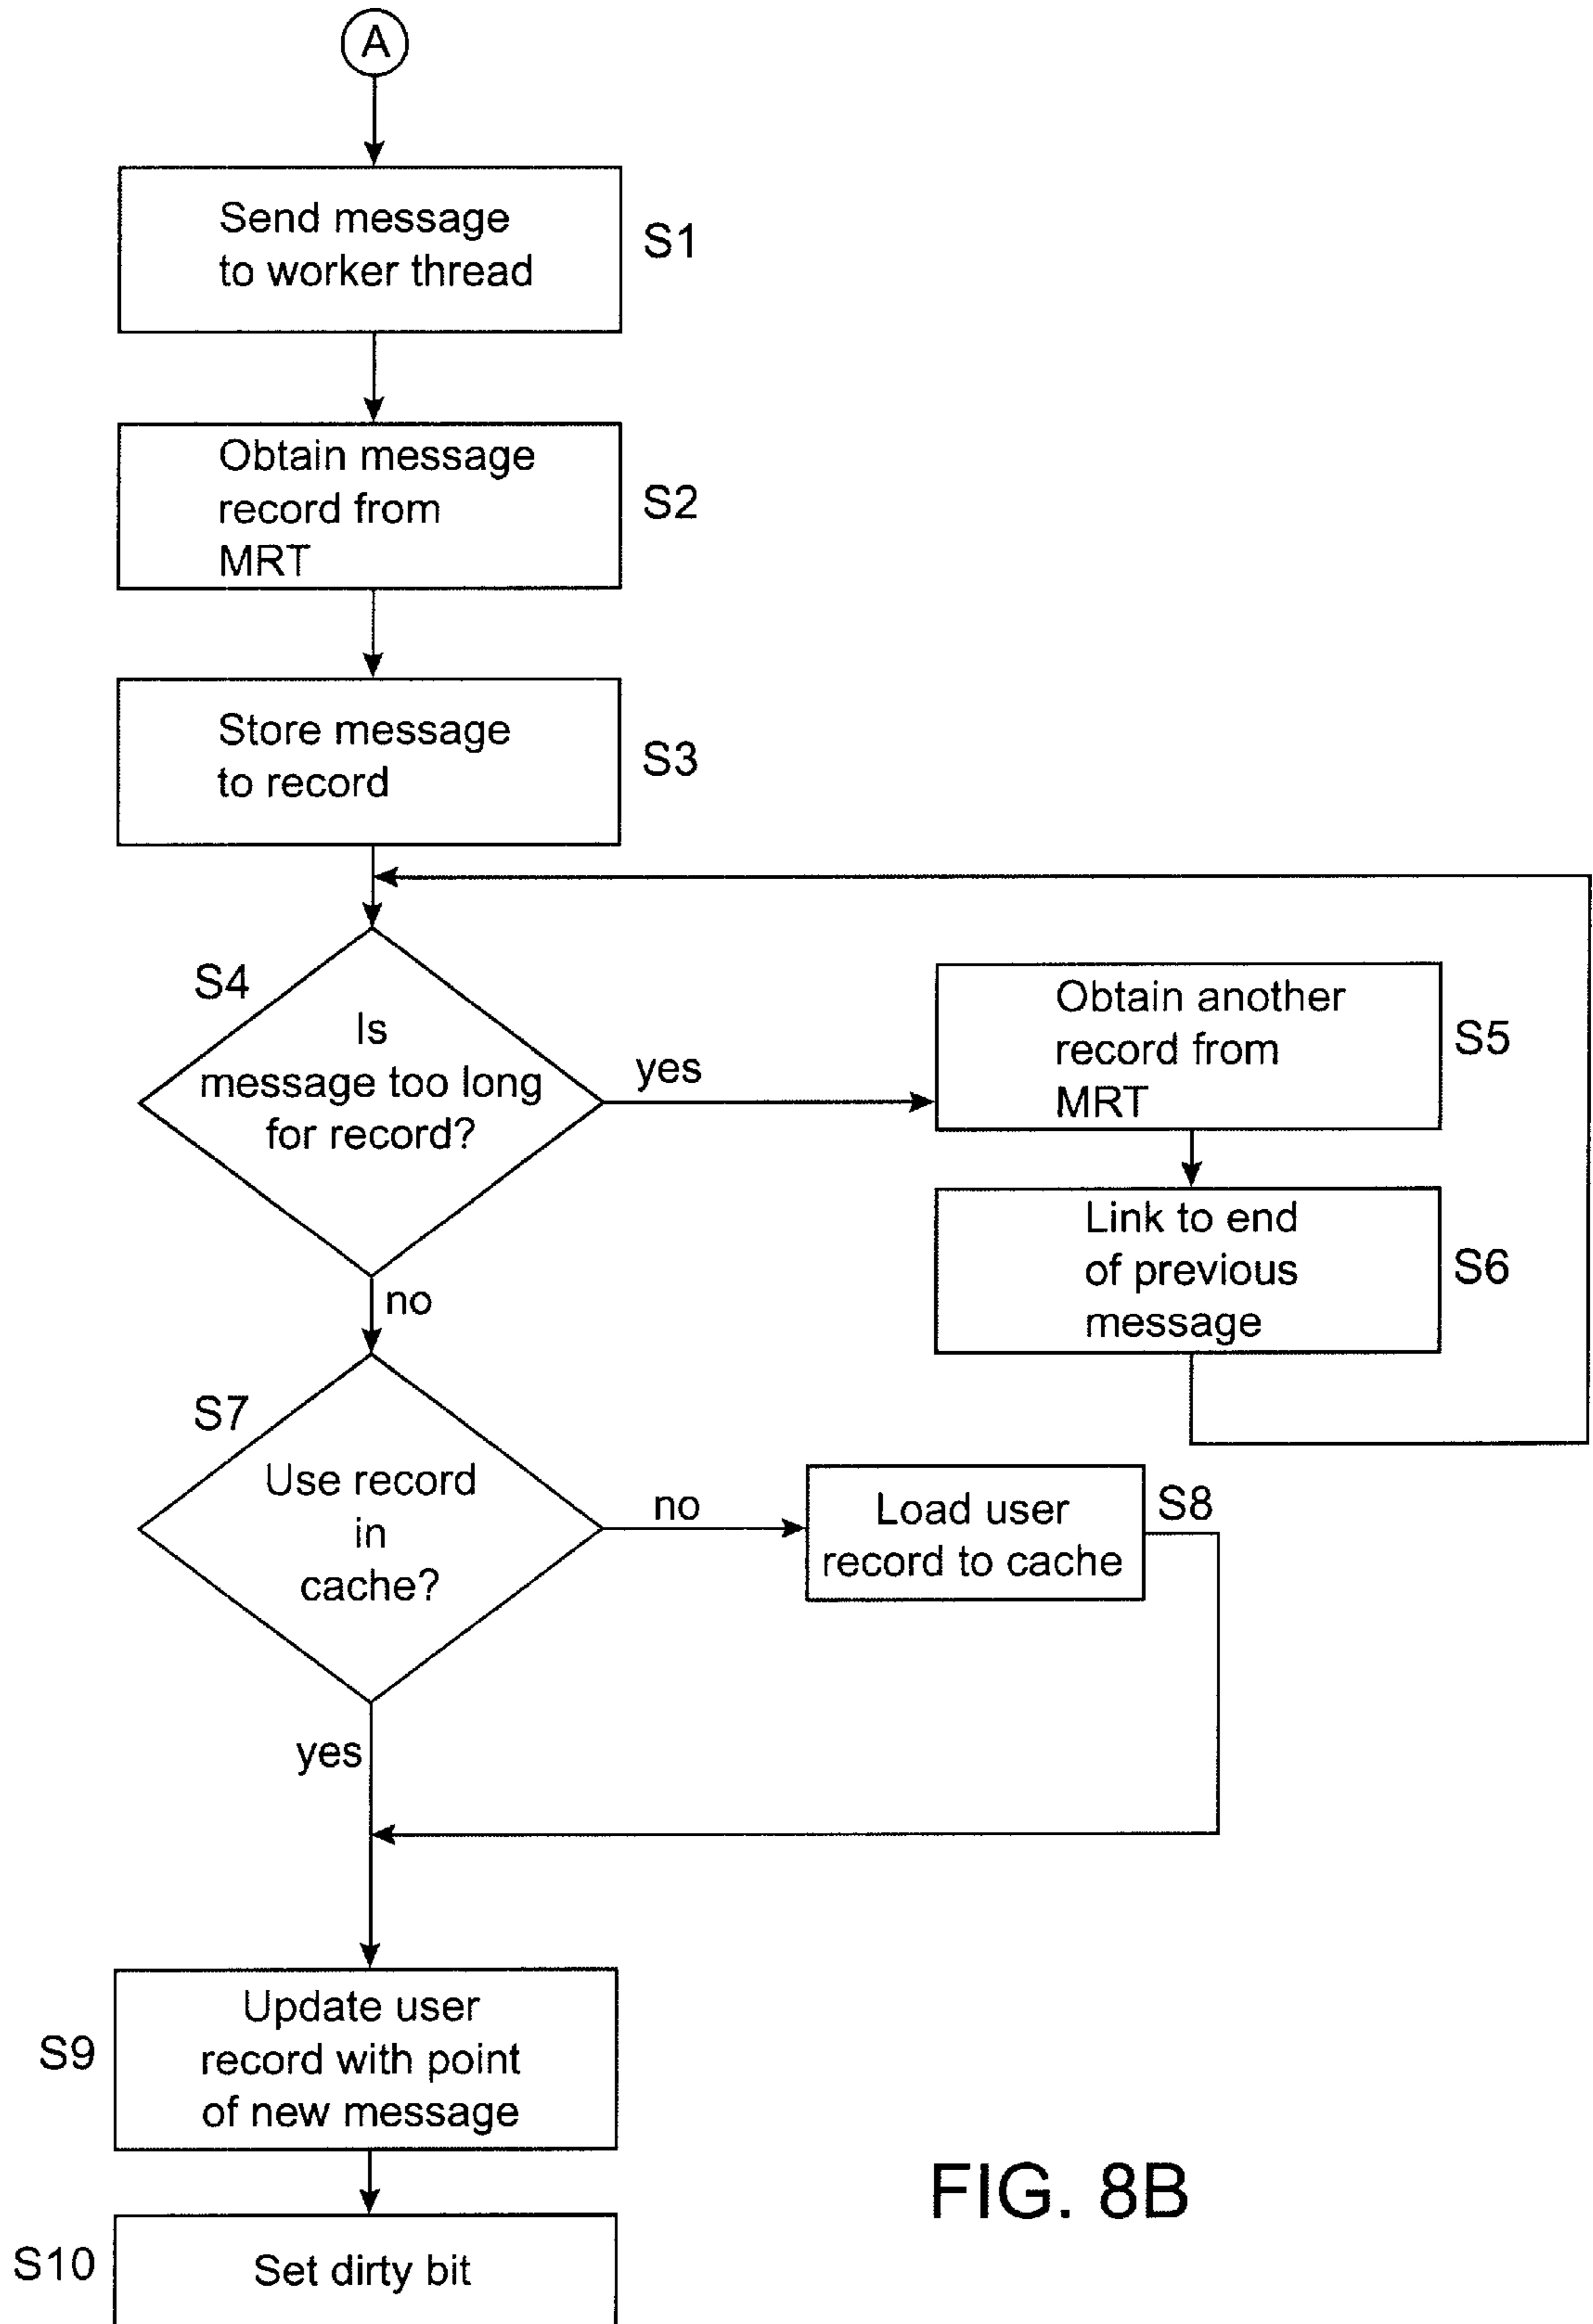 A
Send message
to worker thread
S1
Obtain message
record from
MRT
S2
Store message
to record
S3
S4
Is
message too long
for record?
yes
Obtain another
record from
MRT
S5
Link to end
of previous
message
S6
no
S7
Use record
in
cache?
no
Load user
record to cache
S8
yes
S9
Update user
record with point
of new message
S10
Set dirty bit
FIG. 8B